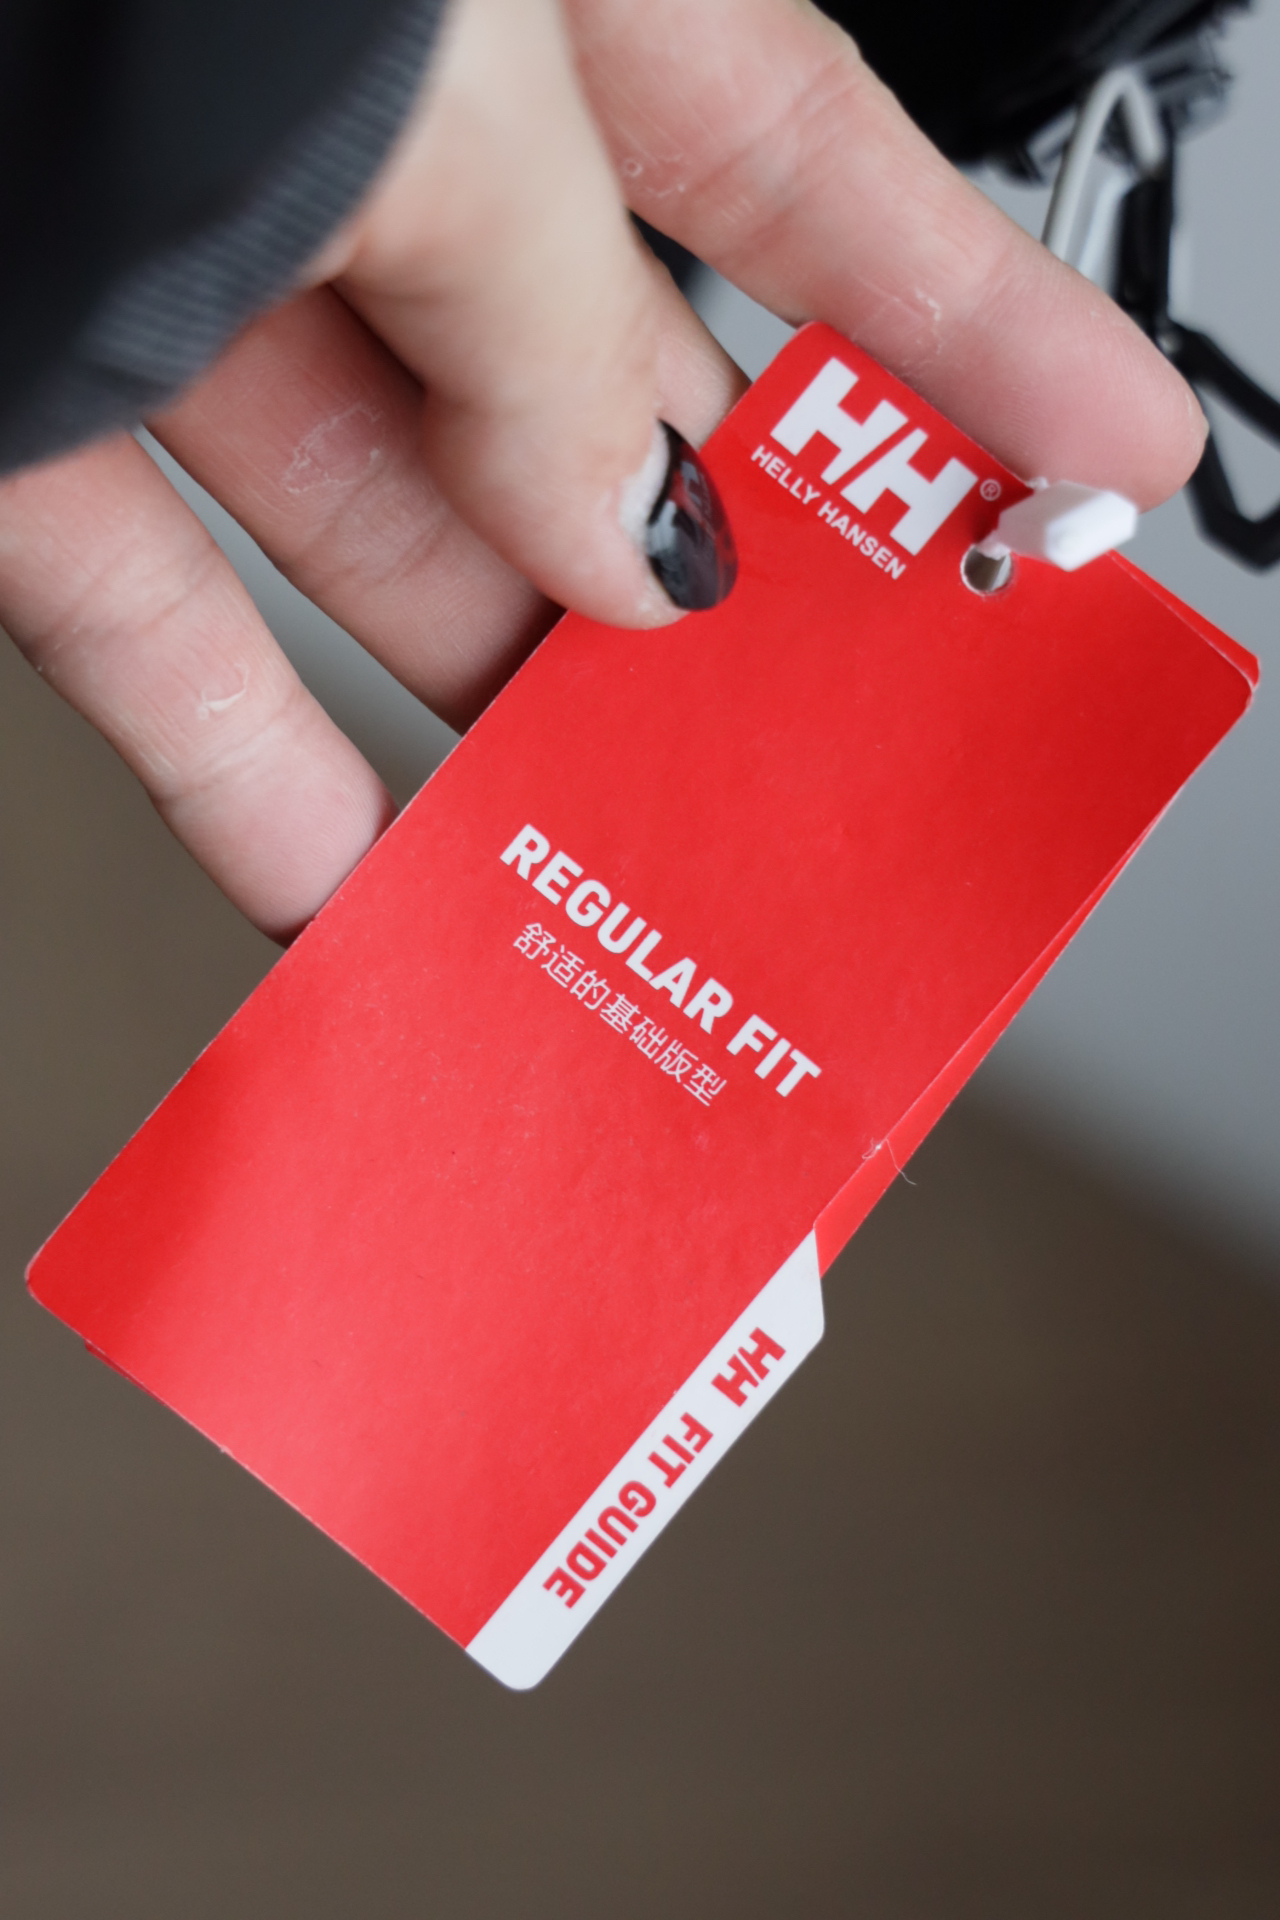 HH®
HELLY HANSEN
REGULAR FIT
舒适的基础版型
HH FIT GUIDE